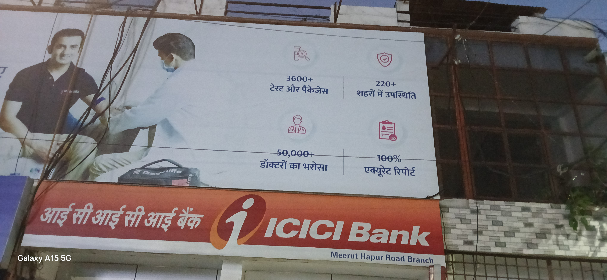 3600+
टेस्ट और पैकेजेस
220+
शहरों में उपस्थिति
50,000+
डॉक्टरों का भरोसा
100%
एक्यूरेट रिपोर्ट
आई सी आई सी आई बैंक
ICICI Bank
Meerut Hapur Road Branch
Galaxy A15 5G